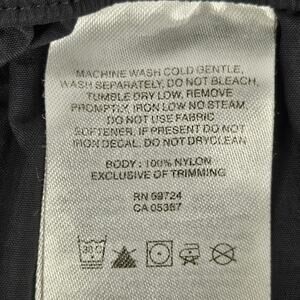 MACHINE WASH COLD GENTLE,
WASH SEPARATELY, DO NOT BLEACH,
TUMBLE DRY LOW, REMOVE
PROMPTLY, IRON LOW NO STEAM,
DO NOT USE FABRIC
SOFTENER, IF PRESENT DO NOT
IRON DECAL, DO NOT DRYCLEAN
BODY: 100% NYLON
EXCLUSIVE OF TRIMMING
RN 69724
CA 05367
30